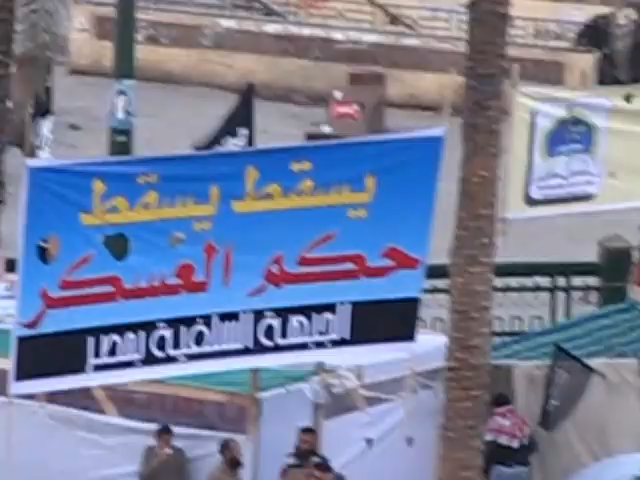 يسقط يسقط
حكم العسكر
الجبهة السلفية بمصر